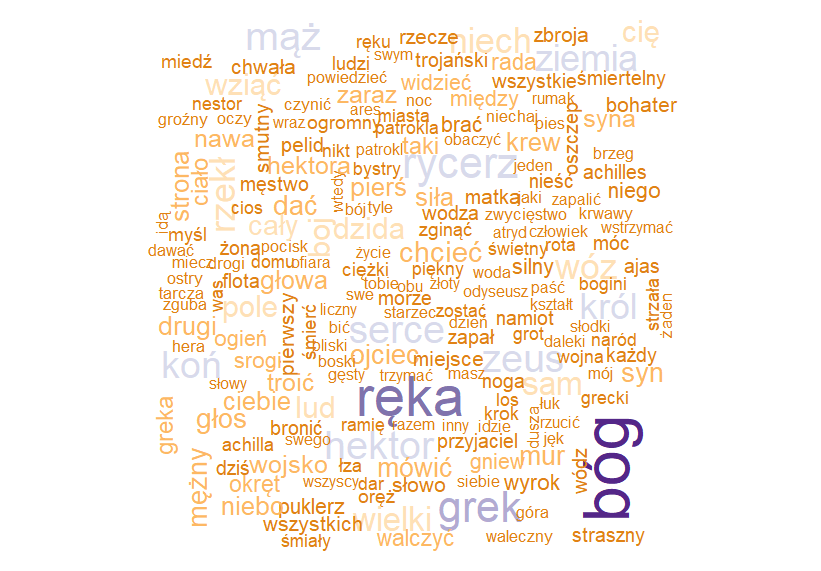 mąż
ręku
rzecze
niech
zbroja
cię
miedź
chwała
ludzi
swym
trojański
rada
ziemia
wziąć
powiedzieć
widzieć
wszystkie
śmiertelny
nestor
czynić
zaraz
noc
między
rumak
bohater
groźny
oczy
wraz
ares
ogromny
miasta
patrokla
brać
niechaj
pies
oszczep
syna
nawa
smutny
pelid
nikt
patrokl
taki
obaczyć
krew
brzeg
strona
ciało
rzekł
hektora
bystry
jeden
achilles
męstwo
wtedy
pierś
siła
matka
jaki
nieść
zapalić
niego
cios
dać
bój
tyle
wodza
zwycięstwo
krwawy
idą
myśl
cały
bój
dzida
zginąć
atryd
człowiek
wstrzymać
dawać
żona
pocisk
życie
chcieć
świetny
rota
móc
miecz
drogi
domu
ofiara
ciężki
piękny
woda
silny
wóz
ajas
ostry
was
flota
głowa
tobie
obu
złoty
odyseusz
paść
bogini
tarcza
zguba
pole
swe
morze
kształt
król
strzała
żaden
liczny
starzec
zostać
namiot
drugi
pierwszy
śmierć
bić
serce
dzień
zapał
grot
słodki
daleki
naród
hera
ogień
bliski
ojciec
miejsce
wojna
każdy
koń
srogi
boski
zeus
mój
słowy
troić
gęsty
trzymać
masz
noga
sam
syn
greka
głos
ciebie
lud
ręka
los
łuk
grecki
bronić
ramię
razem
inny
idzie
krok
dusza
rzucić
achilla
swego
hektor
przyjaciel
jęk
bóg
mężny
dziś
wojsko
łza
wszyscy
mówić
gniew
mur
wódz
okręt
dar
słowo
siebie
wyrok
niebo
puklerz
oręż
grek
góra
wszystkich
wielki
śmiały
walczyć
waleczny
straszny